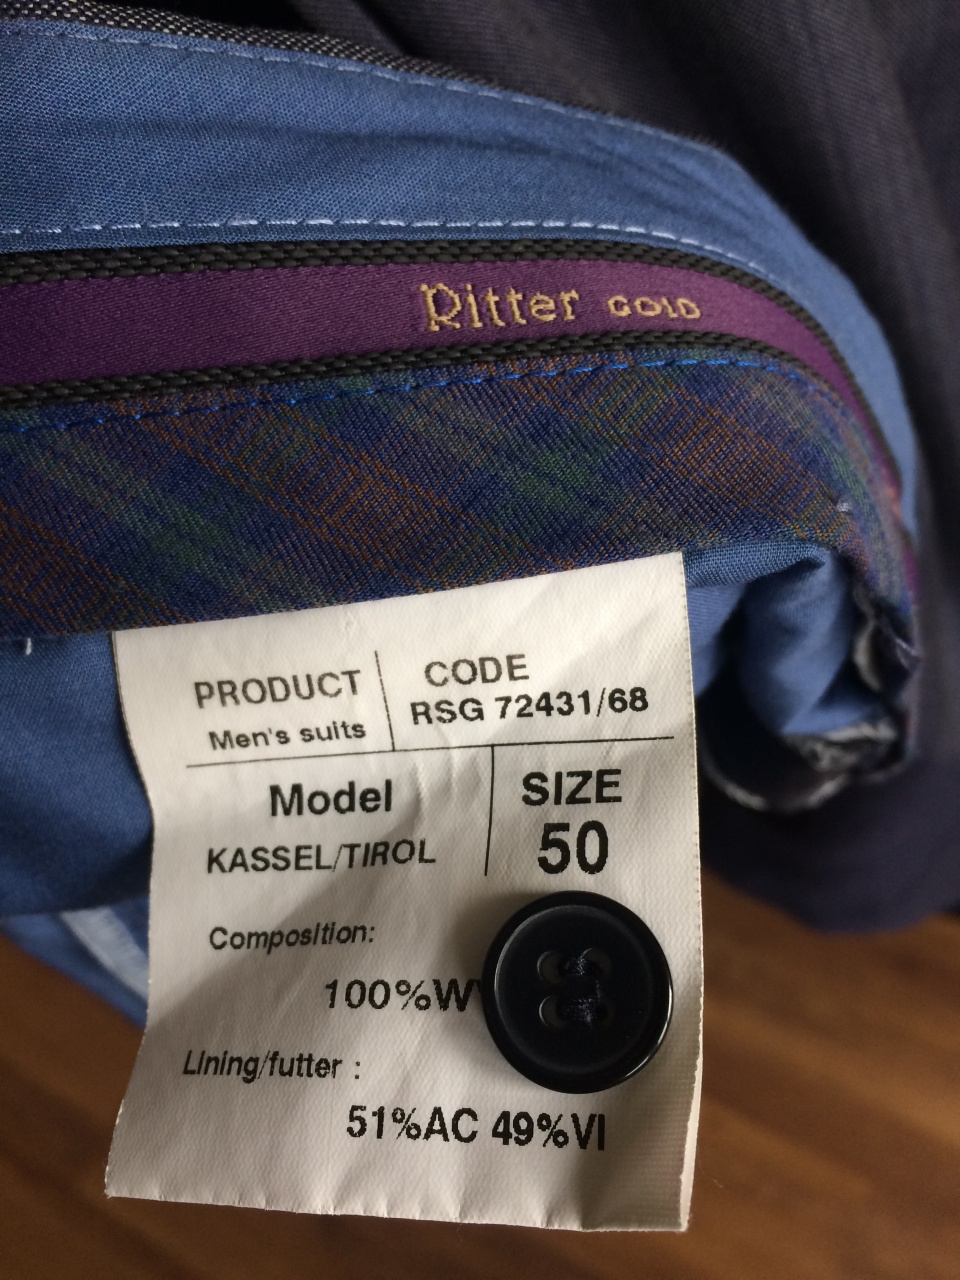 Ritter GOLD
PRODUCT
Men's suits
CODE
RSG 72431/68
Model
KASSEL/TIROL
SIZE
50
Composition:
100%W
Lining/futter :
51%AC 49%VI